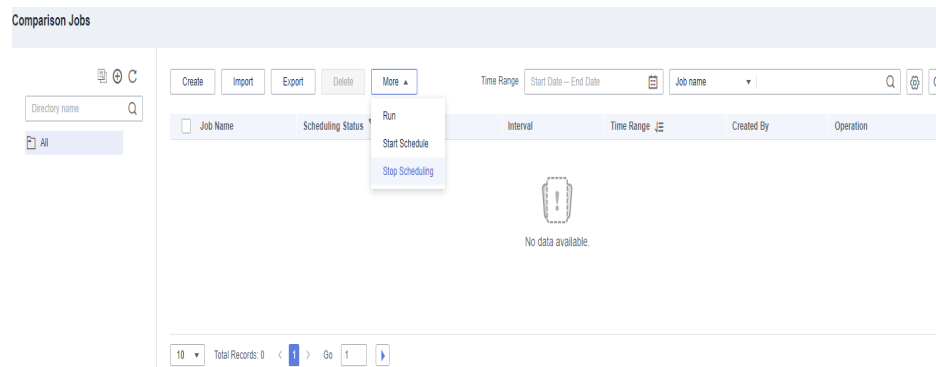 Comparison Jobs
Create Import Export Delete More Time Range Start Date – End Date Job name
Directory name
All
Job Name Scheduling Status Interval Time Range Created By Operation
Run
Start Schedule
Stop Scheduling
No data available.
10 Total Records: 0 < 1 > Go 1